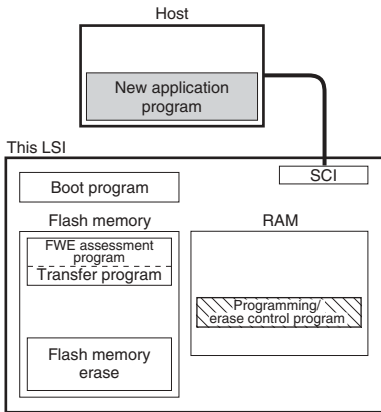 Host
New application
program
This LSI
SCI
Boot program
Flash memory
RAM
FWE assessment
program
Transfer program
Programming/
erase control program
Flash memory
erase